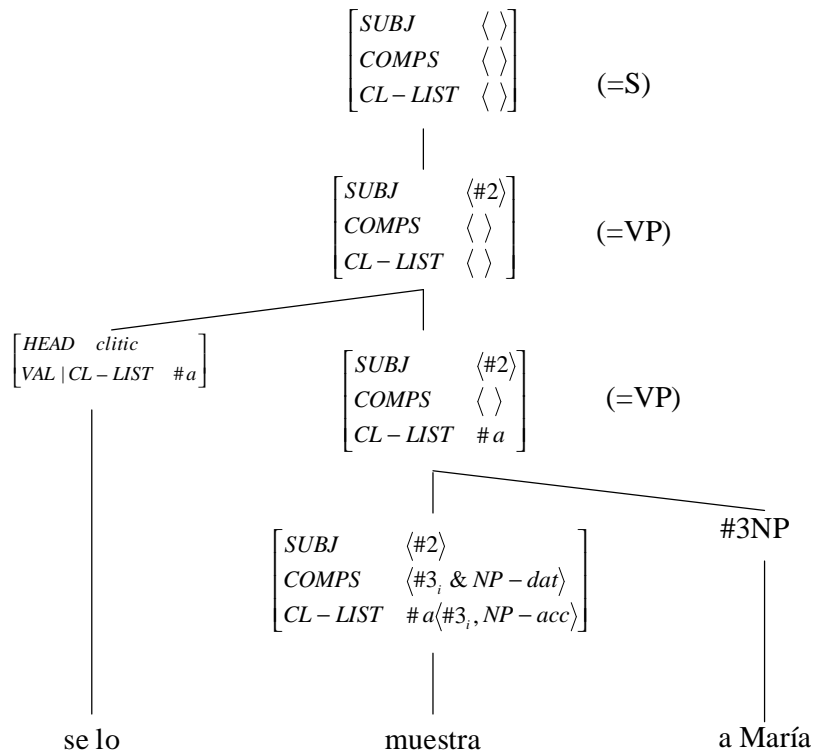 SUBJ ⟨ ⟩
COMPS ⟨ ⟩
CL – LIST ⟨ ⟩
(=S)
SUBJ ⟨#2⟩
COMPS ⟨ ⟩
CL – LIST ⟨ ⟩
(=VP)
HEAD clitic
VAL | CL – LIST # a
SUBJ ⟨#2⟩
COMPS ⟨ ⟩
CL – LIST # a
(=VP)
#3NP
SUBJ ⟨#2⟩
COMPS ⟨#3ᵢ & NP – dat⟩
CL – LIST # a⟨#3ᵢ, NP – acc⟩
se lo muestra a María